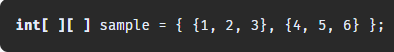 int[ ][ ] sample = { {1, 2, 3}, {4, 5, 6} };